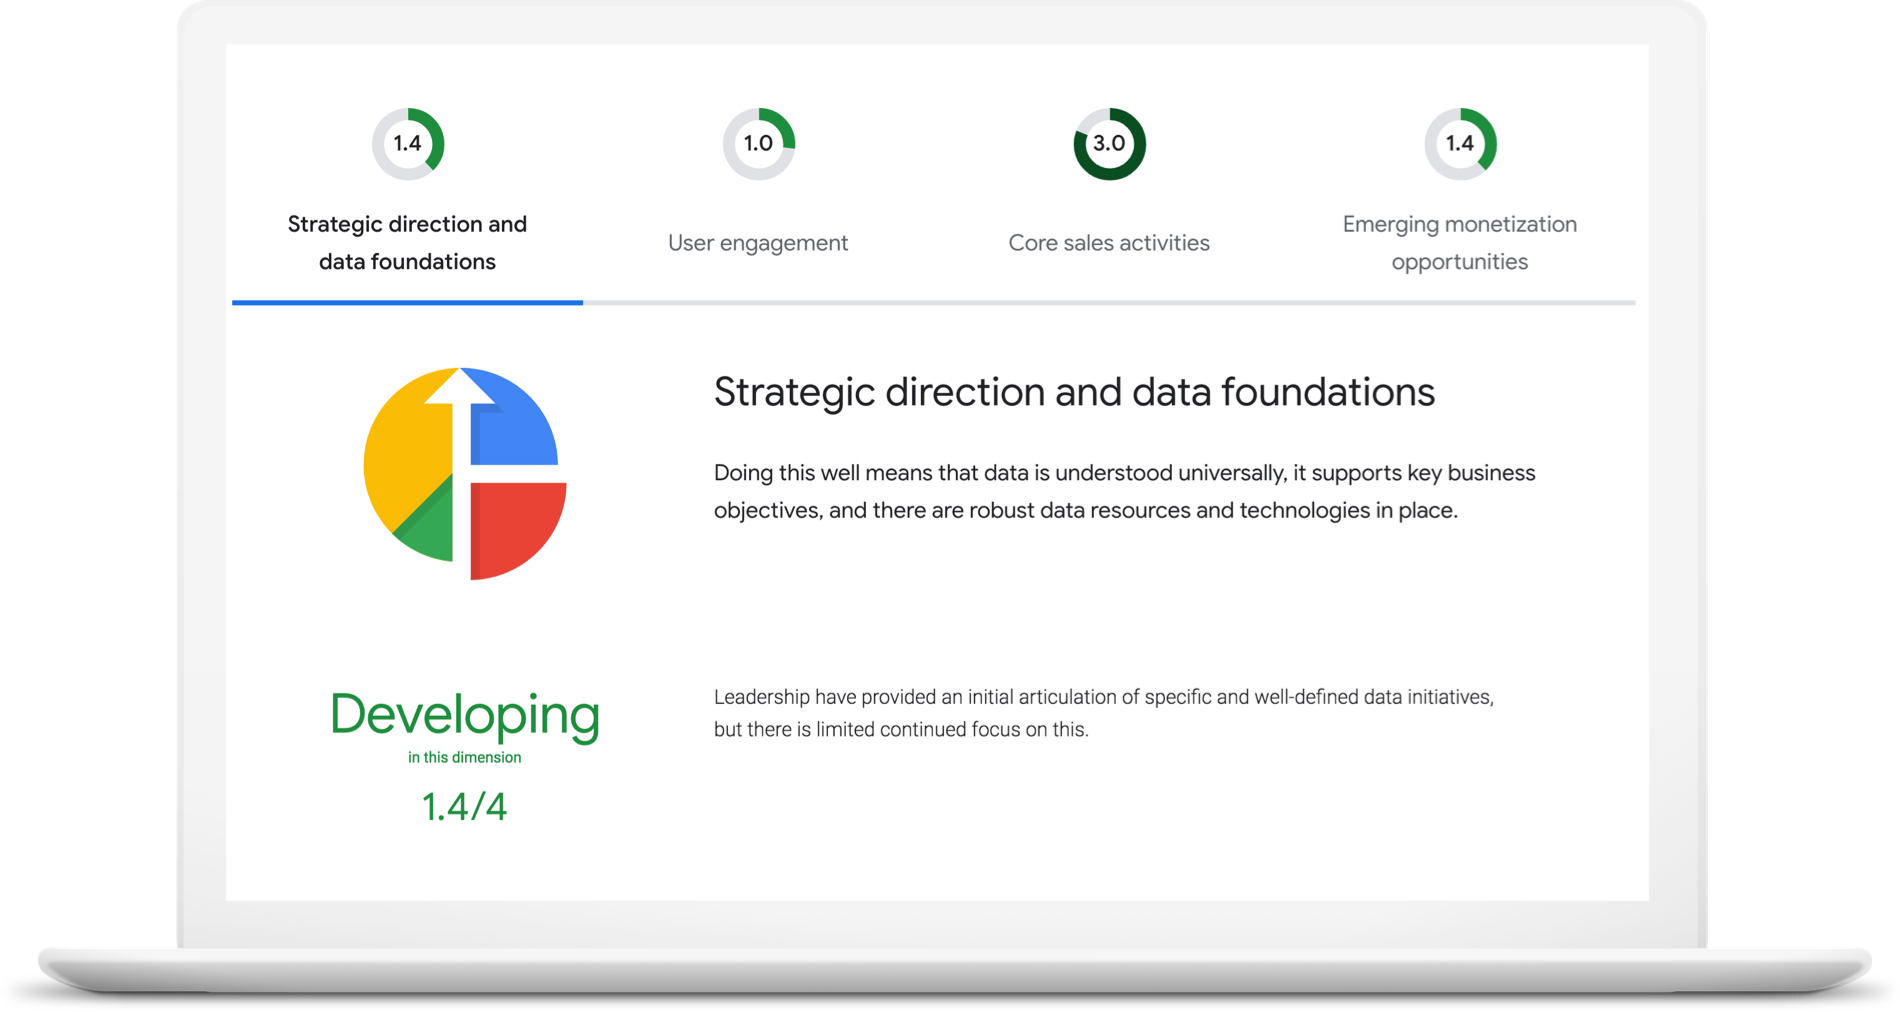 1.4
1.0
3.0
1.4
Strategic direction and
data foundations
User engagement
Core sales activities
Emerging monetization
opportunities
Strategic direction and data foundations
Doing this well means that data is understood universally, it supports key business
objectives, and there are robust data resources and technologies in place.
Developing
in this dimension
1.4/4
Leadership have provided an initial articulation of specific and well-defined data initiatives,
but there is limited continued focus on this.